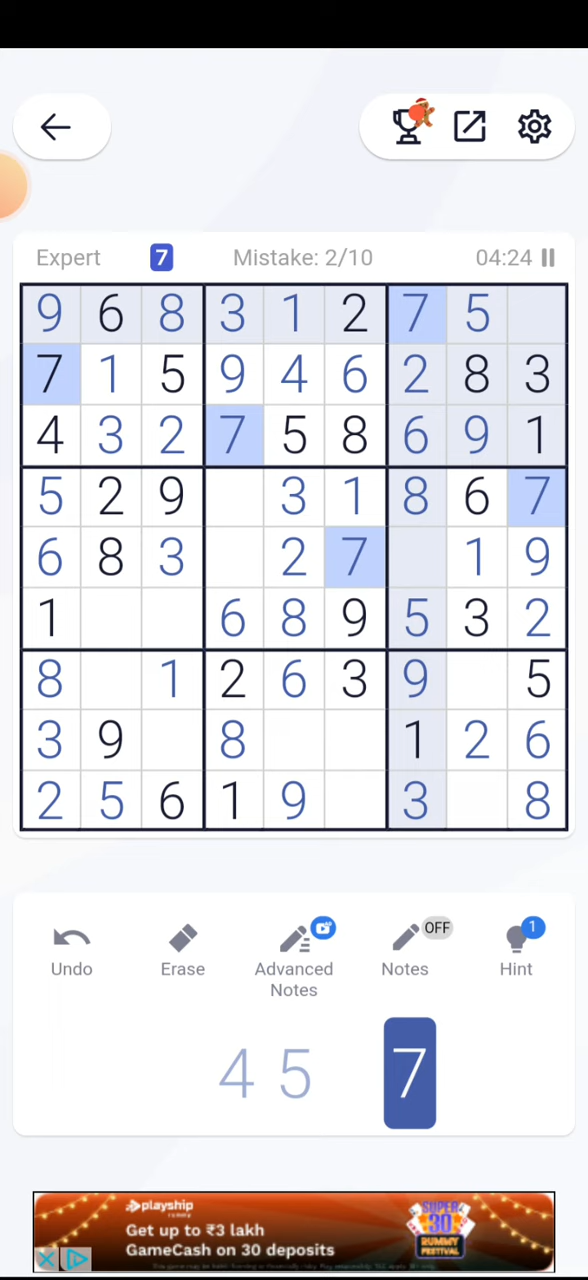 Expert 7 Mistake: 2/10 04:24
9 6 8 3 1 2 7 5
7 1 5 9 4 6 2 8 3
4 3 2 7 5 8 6 9 1
5 2 9 3 1 8 6 7
6 8 3 2 7 1 9
1 6 8 9 5 3 2
8 1 2 6 3 9 5
3 9 8 1 2 6
2 5 6 1 9 3 8
OFF 1
Undo Erase Advanced Notes Hint
Notes
4 5 7
playship
rummy
Get up to ₹3 lakh
GameCash on 30 deposits
SUPER
30
RUMMY
FESTIVAL